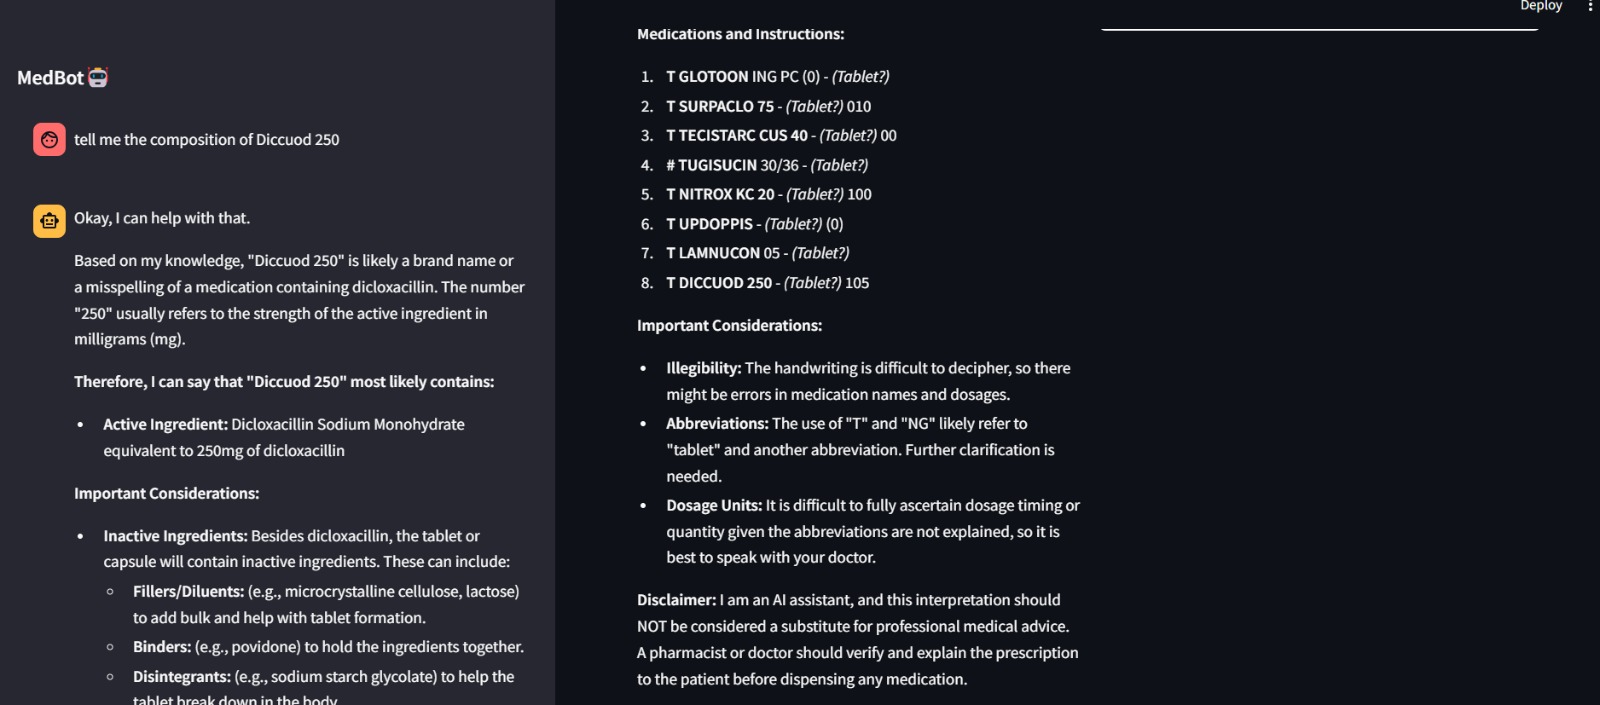 Deploy
MedBot
tell me the composition of Diccuod 250
Okay, I can help with that.
Based on my knowledge, "Diccuod 250" is likely a brand name or
a misspelling of a medication containing dicloxacillin. The number
"250" usually refers to the strength of the active ingredient in
milligrams (mg).
Therefore, I can say that "Diccuod 250" most likely contains:
• Active Ingredient: Dicloxacillin Sodium Monohydrate
equivalent to 250mg of dicloxacillin
Important Considerations:
• Inactive Ingredients: Besides dicloxacillin, the tablet or
capsule will contain inactive ingredients. These can include:
○ Fillers/Diluents: (e.g., microcrystalline cellulose, lactose)
to add bulk and help with tablet formation.
○ Binders: (e.g., povidone) to hold the ingredients together.
○ Disintegrants: (e.g., sodium starch glycolate) to help the
tablet break down in the body.
Medications and Instructions:
1. T GLOTOON ING PC (0) - (Tablet?)
2. T SURPACLO 75 - (Tablet?) 010
3. T TECISTARC CUS 40 - (Tablet?) 00
4. # TUGISUCIN 30/36 - (Tablet?)
5. T NITROX KC 20 - (Tablet?) 100
6. T UPDOPPIS - (Tablet?) (0)
7. T LAMNUCON 05 - (Tablet?)
8. T DICCUOD 250 - (Tablet?) 105
Important Considerations:
• Illegibility: The handwriting is difficult to decipher, so there
might be errors in medication names and dosages.
• Abbreviations: The use of "T" and "NG" likely refer to
"tablet" and another abbreviation. Further clarification is
needed.
• Dosage Units: It is difficult to fully ascertain dosage timing or
quantity given the abbreviations are not explained, so it is
best to speak with your doctor.
Disclaimer: I am an AI assistant, and this interpretation should
NOT be considered a substitute for professional medical advice.
A pharmacist or doctor should verify and explain the prescription
to the patient before dispensing any medication.